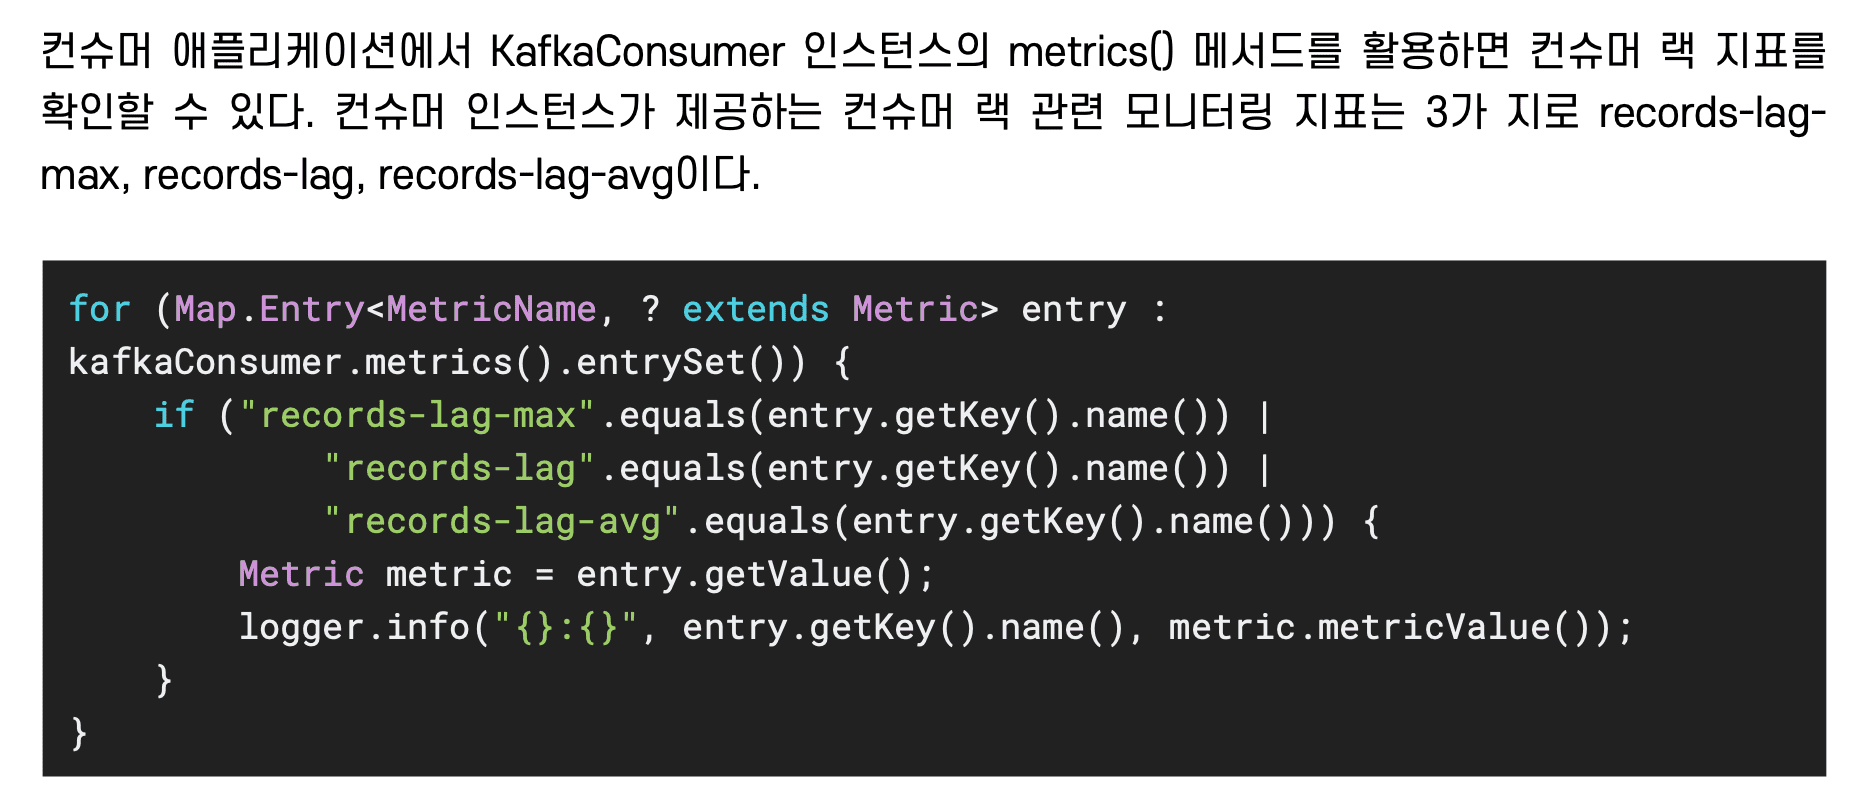 컨슈머 애플리케이션에서 KafkaConsumer 인스턴스의 metrics() 메서드를 활용하면 컨슈머 랙 지표를
확인할 수 있다. 컨슈머 인스턴스가 제공하는 컨슈머 랙 관련 모니터링 지표는 3가 지로 records-lag-
max, records-lag, records-lag-avg이다.
for (Map.Entry<MetricName, ? extends Metric> entry :
kafkaConsumer.metrics().entrySet()) {
    if ("records-lag-max".equals(entry.getKey().name()) |
            "records-lag".equals(entry.getKey().name()) |
            "records-lag-avg".equals(entry.getKey().name())) {
        Metric metric = entry.getValue();
        logger.info("{}:{}", entry.getKey().name(), metric.metricValue());
    }
}